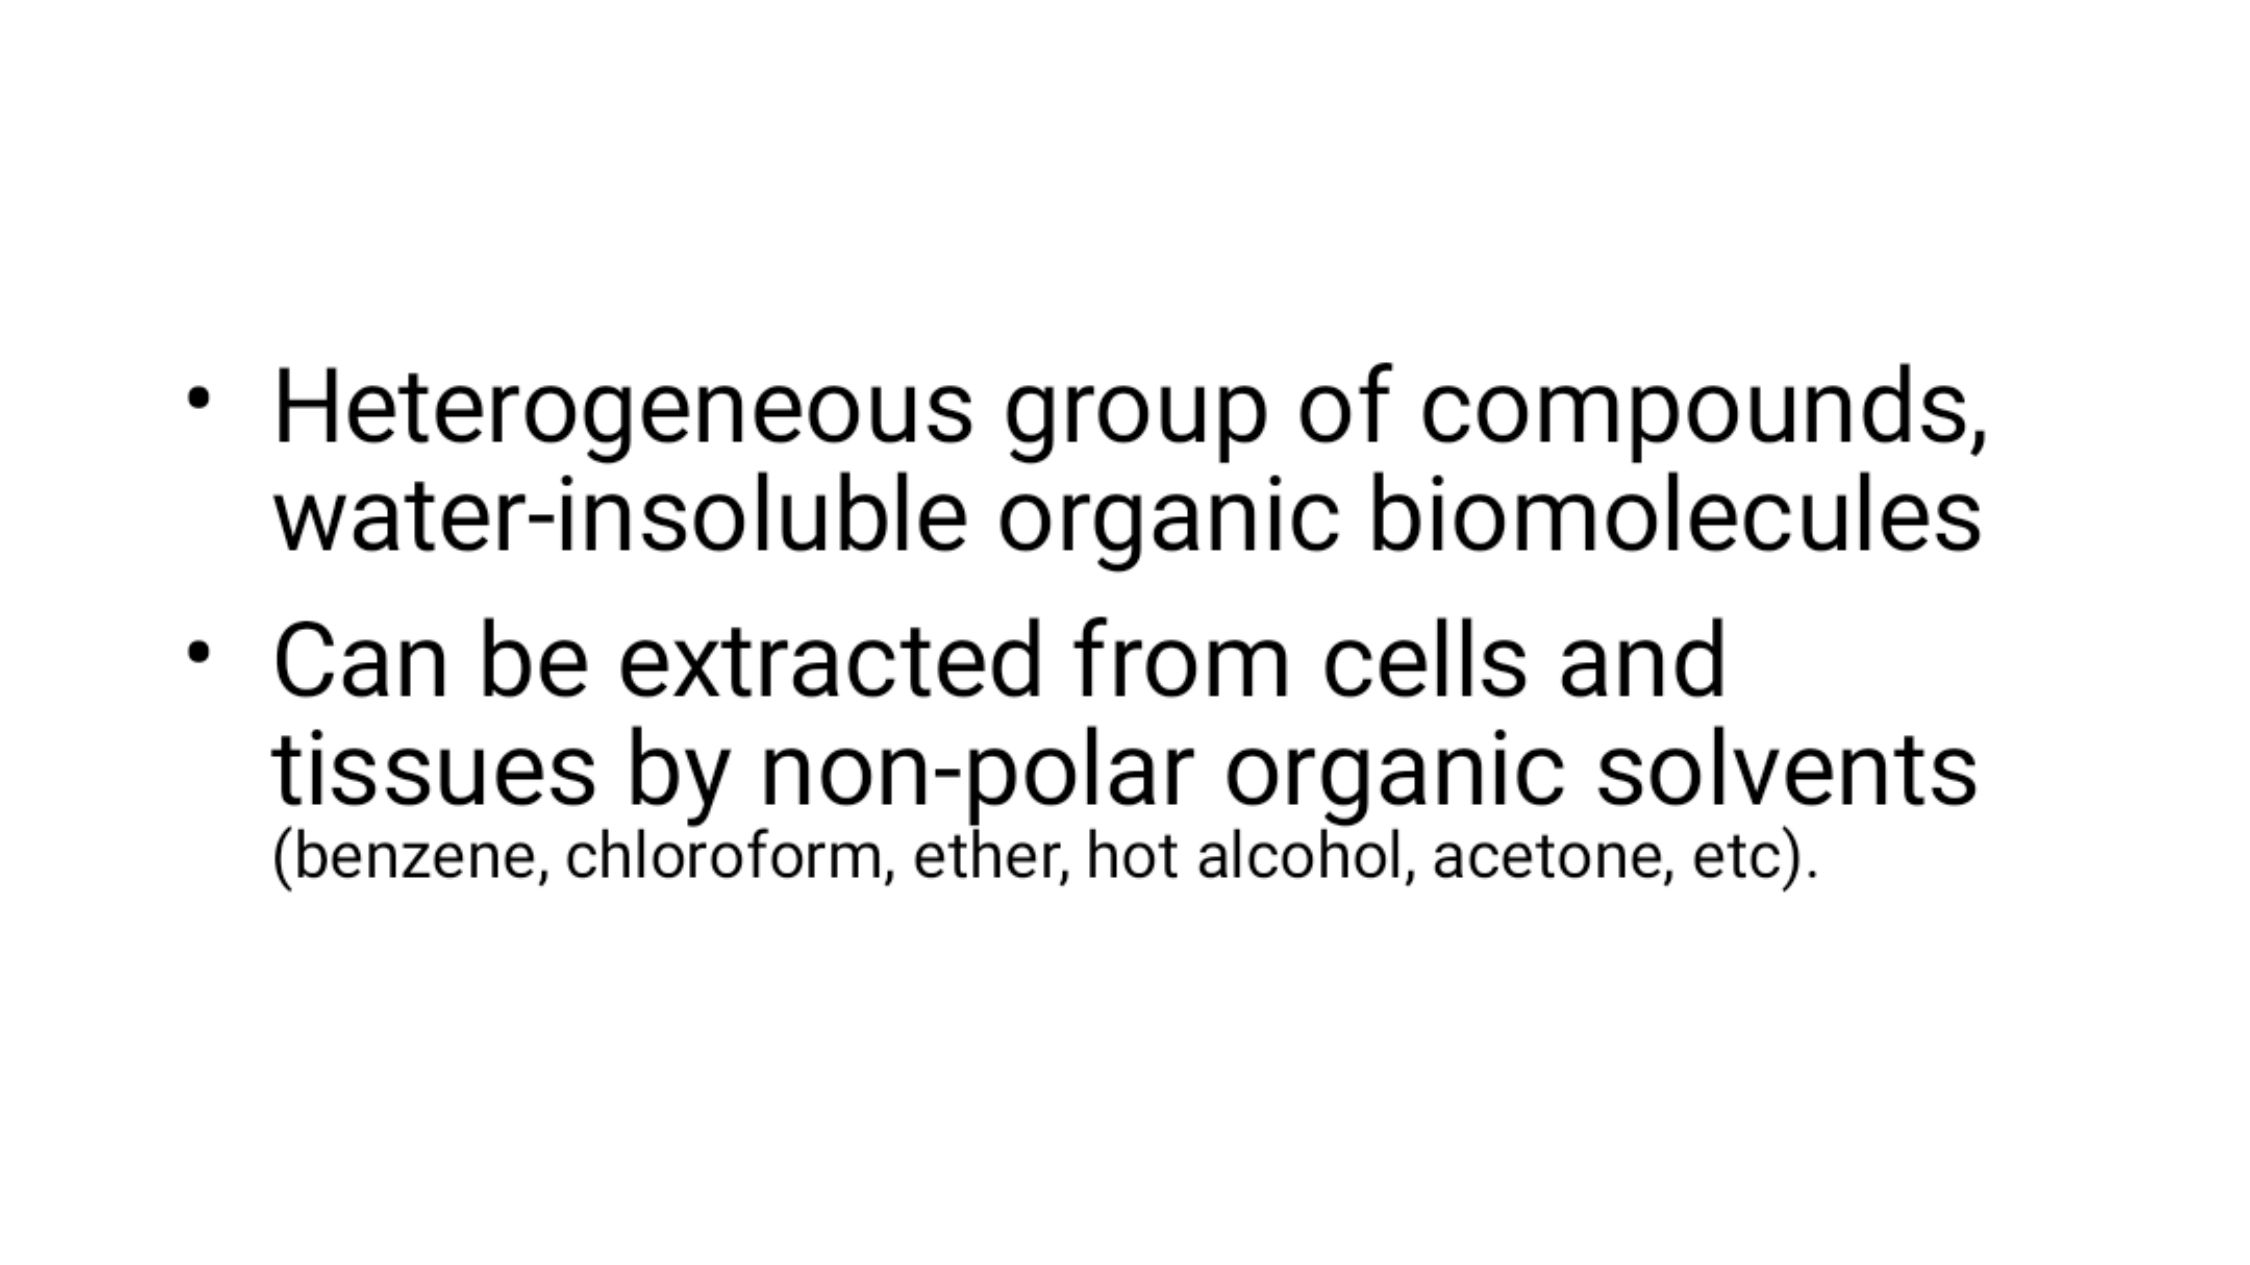 • Heterogeneous group of compounds,
water-insoluble organic biomolecules
• Can be extracted from cells and
tissues by non-polar organic solvents
(benzene, chloroform, ether, hot alcohol, acetone, etc).